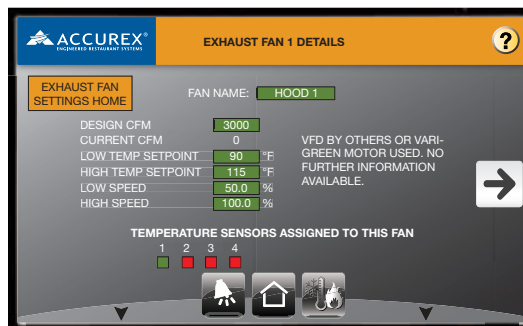 ACCUREX®
ENGINEERED RESTAURANT SYSTEMS
EXHAUST FAN 1 DETAILS
?
EXHAUST FAN
SETTINGS HOME
FAN NAME: HOOD 1
DESIGN CFM 3000
CURRENT CFM 0
LOW TEMP SETPOINT 90 °F
HIGH TEMP SETPOINT 115 °F
LOW SPEED 50.0 %
HIGH SPEED 100.0 %
VFD BY OTHERS OR VARI-
GREEN MOTOR USED. NO
FURTHER INFORMATION
AVAILABLE.
TEMPERATURE SENSORS ASSIGNED TO THIS FAN
1 2 3 4